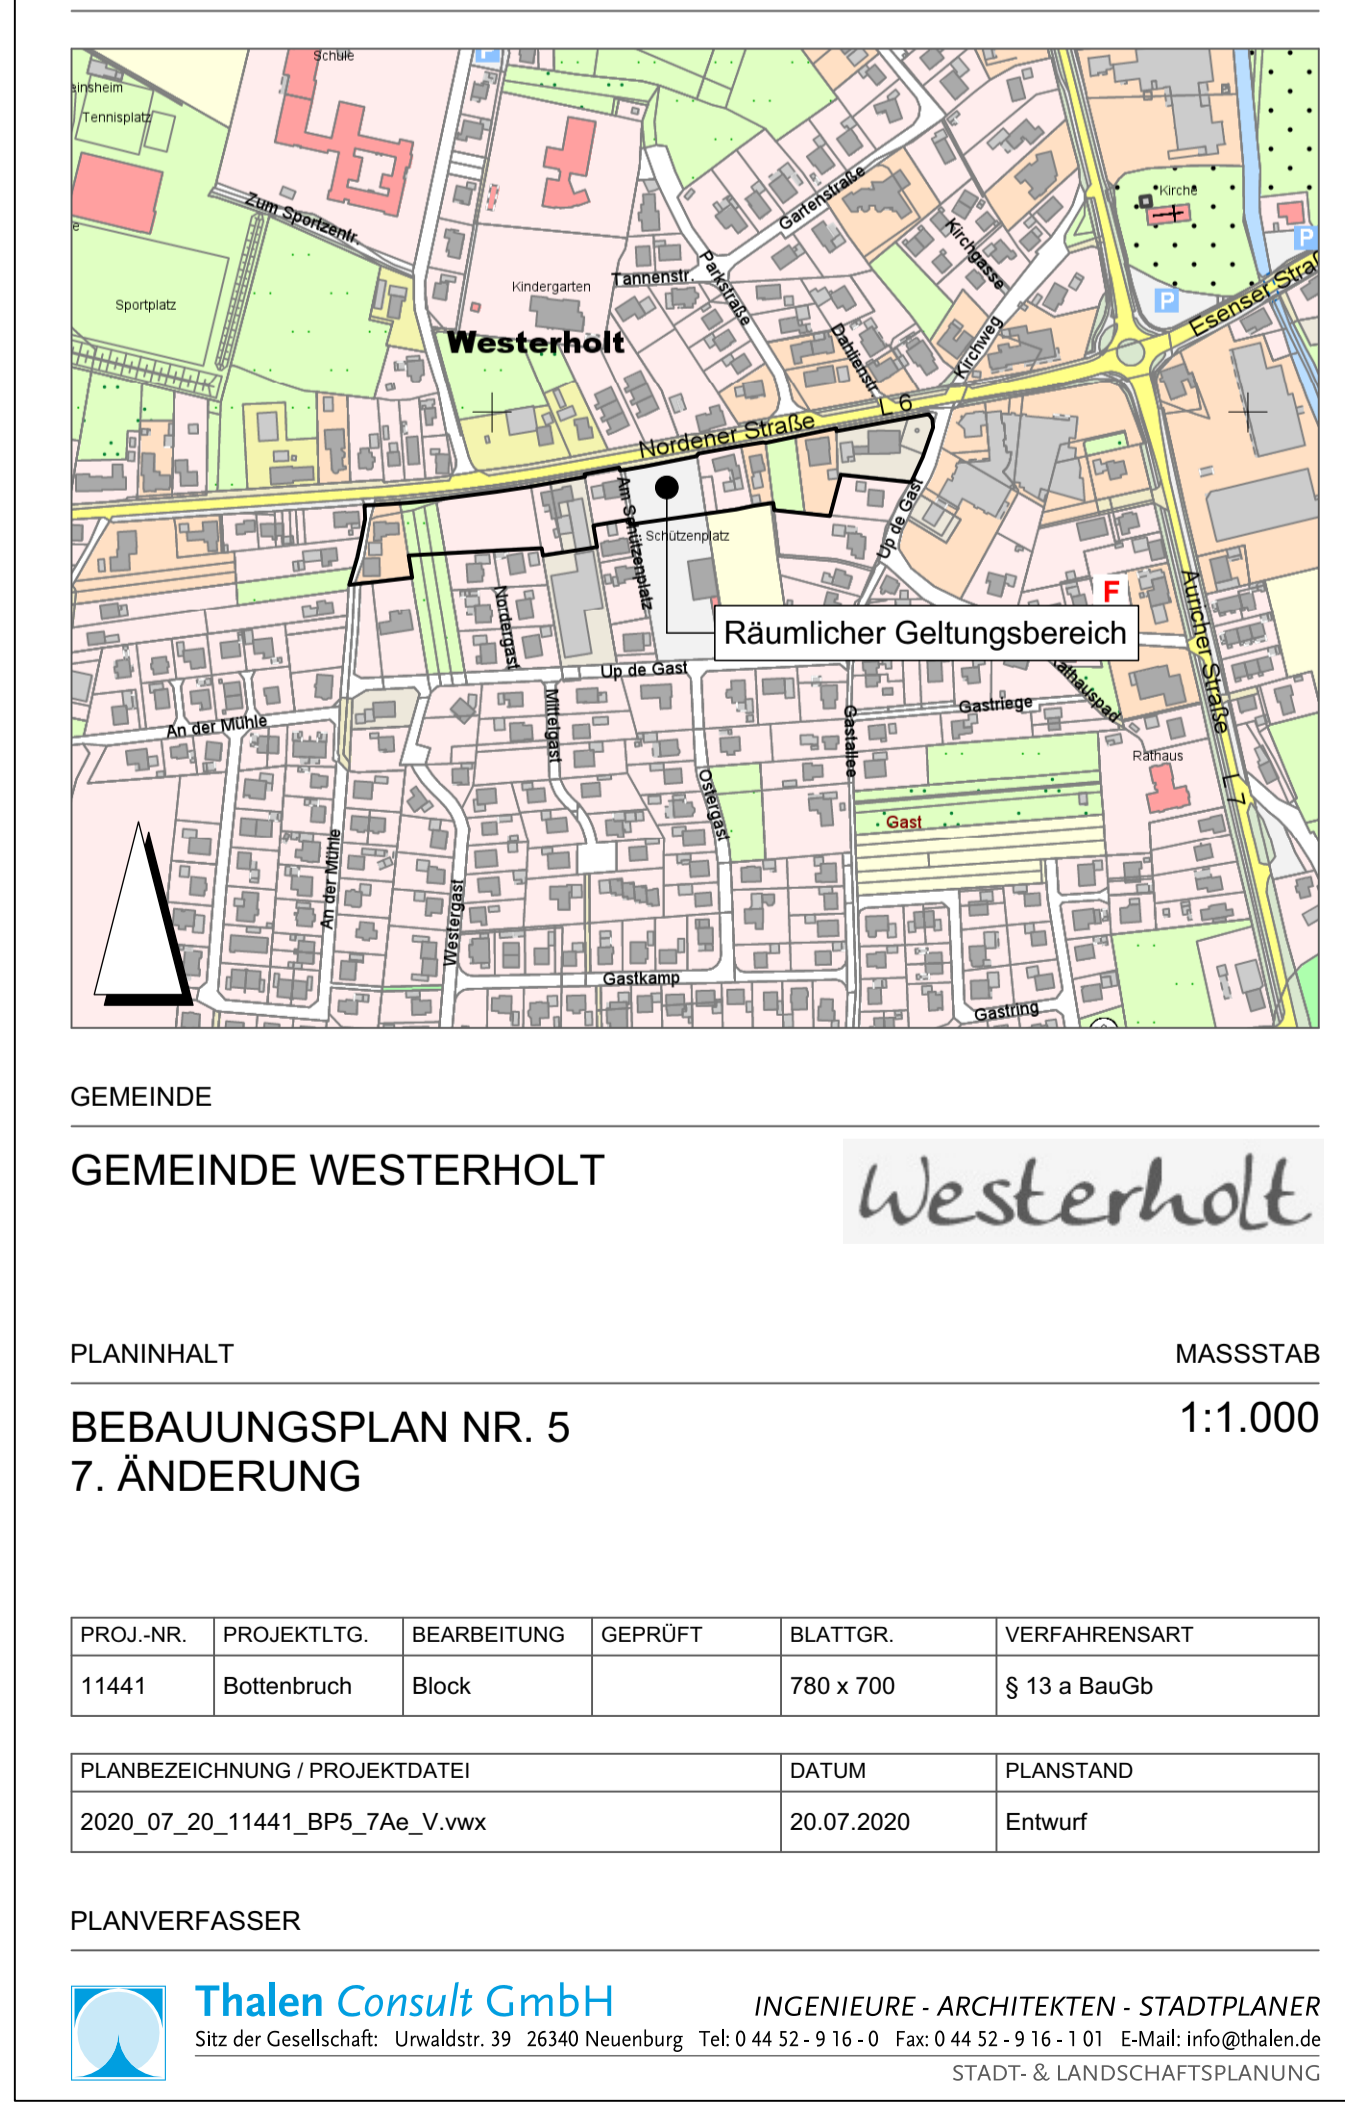 Schule
einsheim
Tennisplatz
Zum Sportzentr.
Sportplatz
Kindergarten
Westerholt
Tannenstr.
Parkstraße
Gartenstraße
Kirchgasse
Dahlienstr.
Kirchweg
Kirche
P
P
Esenser Straß
L 6
Nordener Straße
Am Schützenplatz
Schützenplatz
Up de Gast
F
Räumlicher Geltungsbereich
Auricher Straße
Nordergast
Up de Gast
An der Mühle
Mittelgast
Gastallee
Gastriege
Rathauspad
Rathaus
L 7
Ostergast
Gast
An der Mühle
Westergast
Gastkamp
Gastring
GEMEINDE
GEMEINDE WESTERHOLT
Westerholt
PLANINHALT MASSSTAB
BEBAUUNGSPLAN NR. 5 1:1.000
7. ÄNDERUNG
PROJ.-NR. PROJEKTLTG. BEARBEITUNG GEPRÜFT BLATTGR. VERFAHRENSART
11441 Bottenbruch Block 780 x 700 § 13 a BauGb
PLANBEZEICHNUNG / PROJEKTDATEI DATUM PLANSTAND
2020_07_20_11441_BP5_7Ae_V.vwx 20.07.2020 Entwurf
PLANVERFASSER
Thalen Consult GmbH INGENIEURE - ARCHITEKTEN - STADTPLANER
Sitz der Gesellschaft: Urwaldstr. 39 26340 Neuenburg Tel: 0 44 52 - 9 16 - 0 Fax: 0 44 52 - 9 16 - 1 01 E-Mail: info@thalen.de
STADT- & LANDSCHAFTSPLANUNG